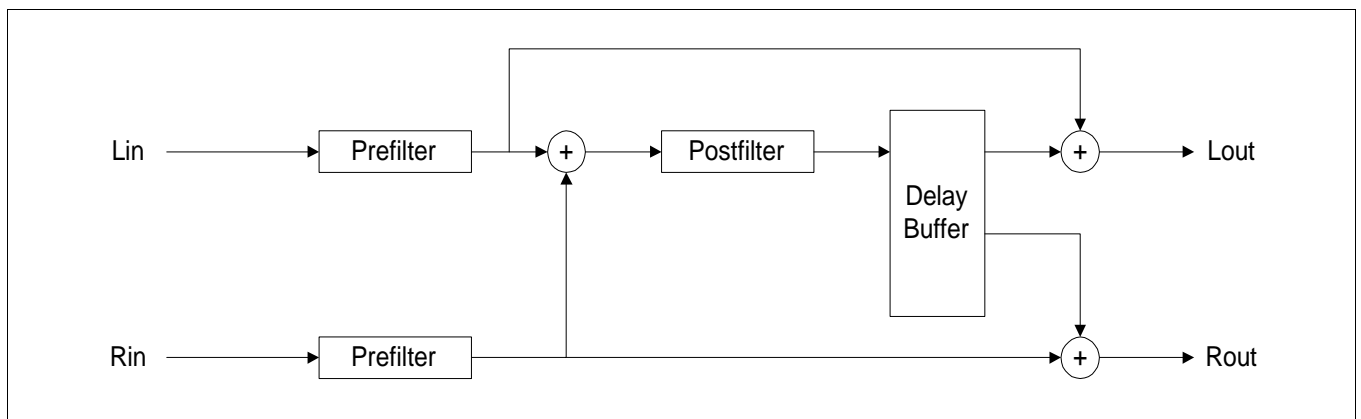 Lin
Prefilter
+
Postfilter
Delay
Buffer
+
Lout
Rin
Prefilter
+
Rout